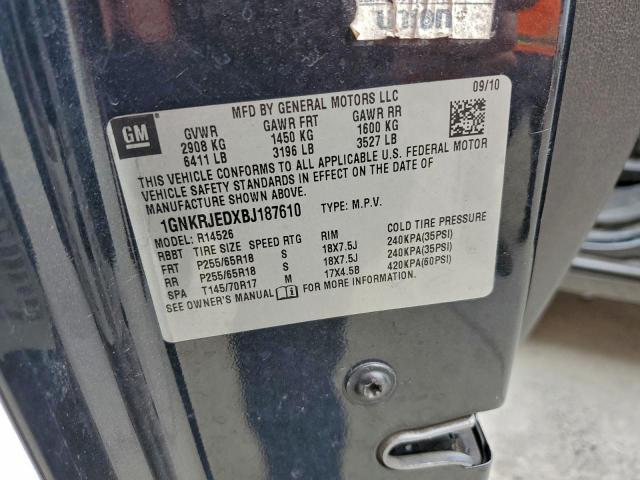 09/10
MFD BY GENERAL MOTORS LLC
GM
GVWR GAWR FRT GAWR RR
2908 KG 1450 KG 1600 KG
6411 LB 3196 LB 3527 LB
THIS VEHICLE CONFORMS TO ALL APPLICABLE U.S. FEDERAL MOTOR
VEHICLE SAFETY STANDARDS IN EFFECT ON THE DATE OF
MANUFACTURE SHOWN ABOVE.
1GNKRJEDXBJ187610 TYPE: M.P.V.
MODEL: R14526
RBBT TIRE SIZE SPEED RTG RIM COLD TIRE PRESSURE
FRT P255/65R18 S 18X7.5J 240KPA(35PSI)
RR P255/65R18 S 18X7.5J 240KPA(35PSI)
SPA T145/70R17 M 17X4.5B 420KPA(60PSI)
SEE OWNER'S MANUAL FOR MORE INFORMATION.